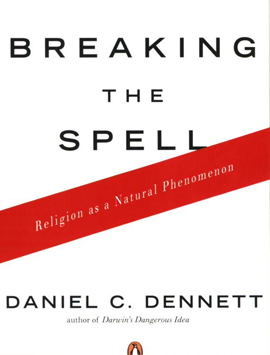 BREAKING
THE
SPELL
Religion as a Natural Phenomenon
DANIEL C. DENNETT
author of Darwin's Dangerous Idea